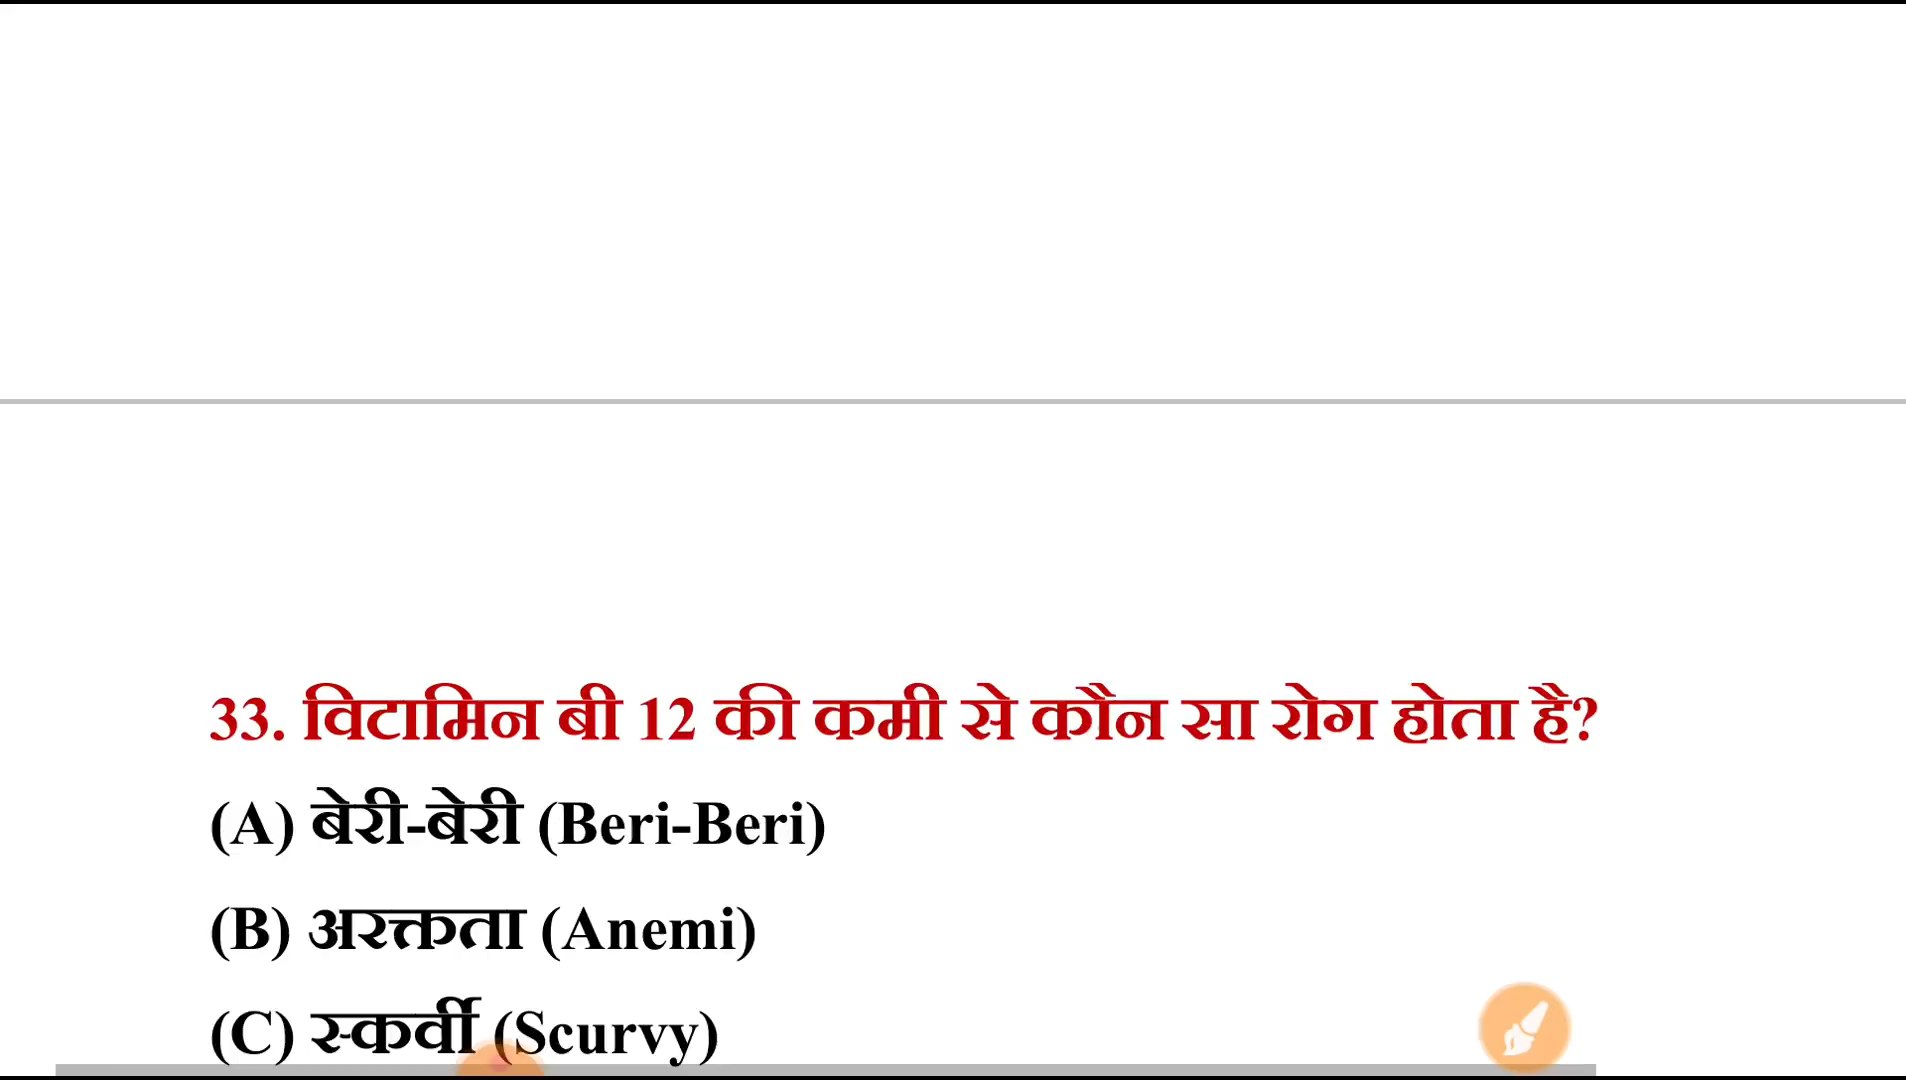 33. विटामिन बी 12 की कमी से कौन सा रोग होता है?
(A) बेरी-बेरी (Beri-Beri)
(B) अरक्तता (Anemi)
(C) स्कर्वी (Scurvy)